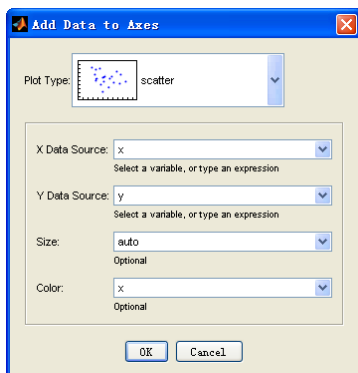 Add Data to Axes
Plot Type: scatter
X Data Source: x
Select a variable, or type an expression
Y Data Source: y
Select a variable, or type an expression
Size: auto
Optional
Color: x
Optional
OK Cancel